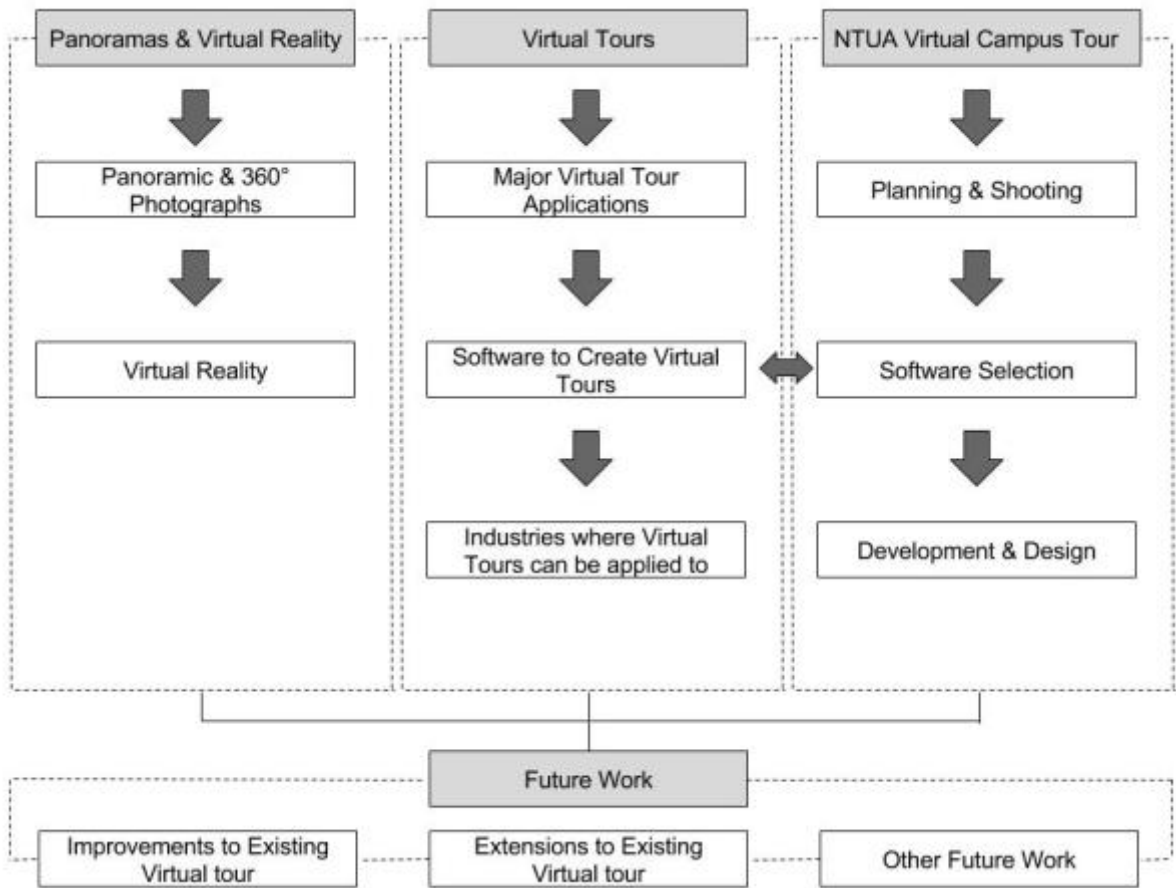 Panoramas & Virtual Reality
Virtual Tours
NTUA Virtual Campus Tour
Panoramic & 360°
Photographs
Major Virtual Tour
Applications
Planning & Shooting
Virtual Reality
Software to Create Virtual
Tours
Software Selection
Industries where Virtual
Tours can be applied to
Development & Design
Future Work
Improvements to Existing
Virtual tour
Extensions to Existing
Virtual tour
Other Future Work